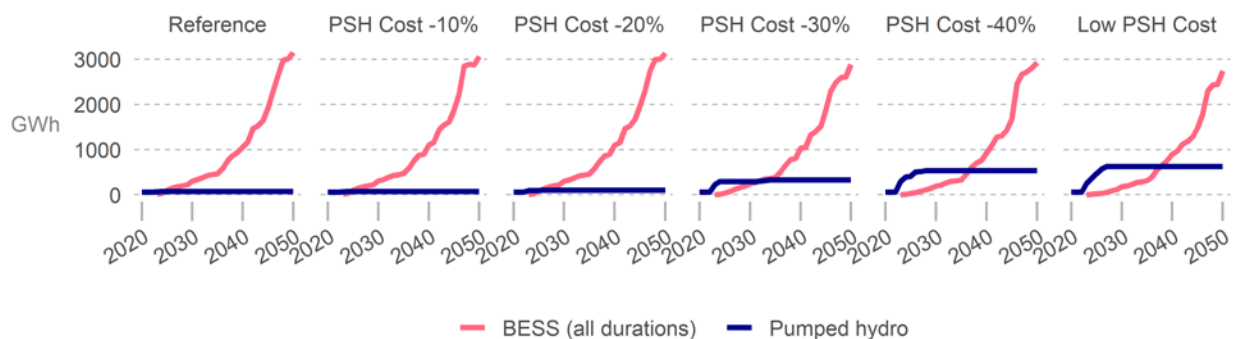 Reference PSH Cost -10% PSH Cost -20% PSH Cost -30% PSH Cost -40% Low PSH Cost
3000
2000
GWh
1000
0
2020 2030 2040 2050 2020 2030 2040 2050 2020 2030 2040 2050 2020 2030 2040 2050 2020 2030 2040 2050 2020 2030 2040 2050
BESS (all durations) Pumped hydro